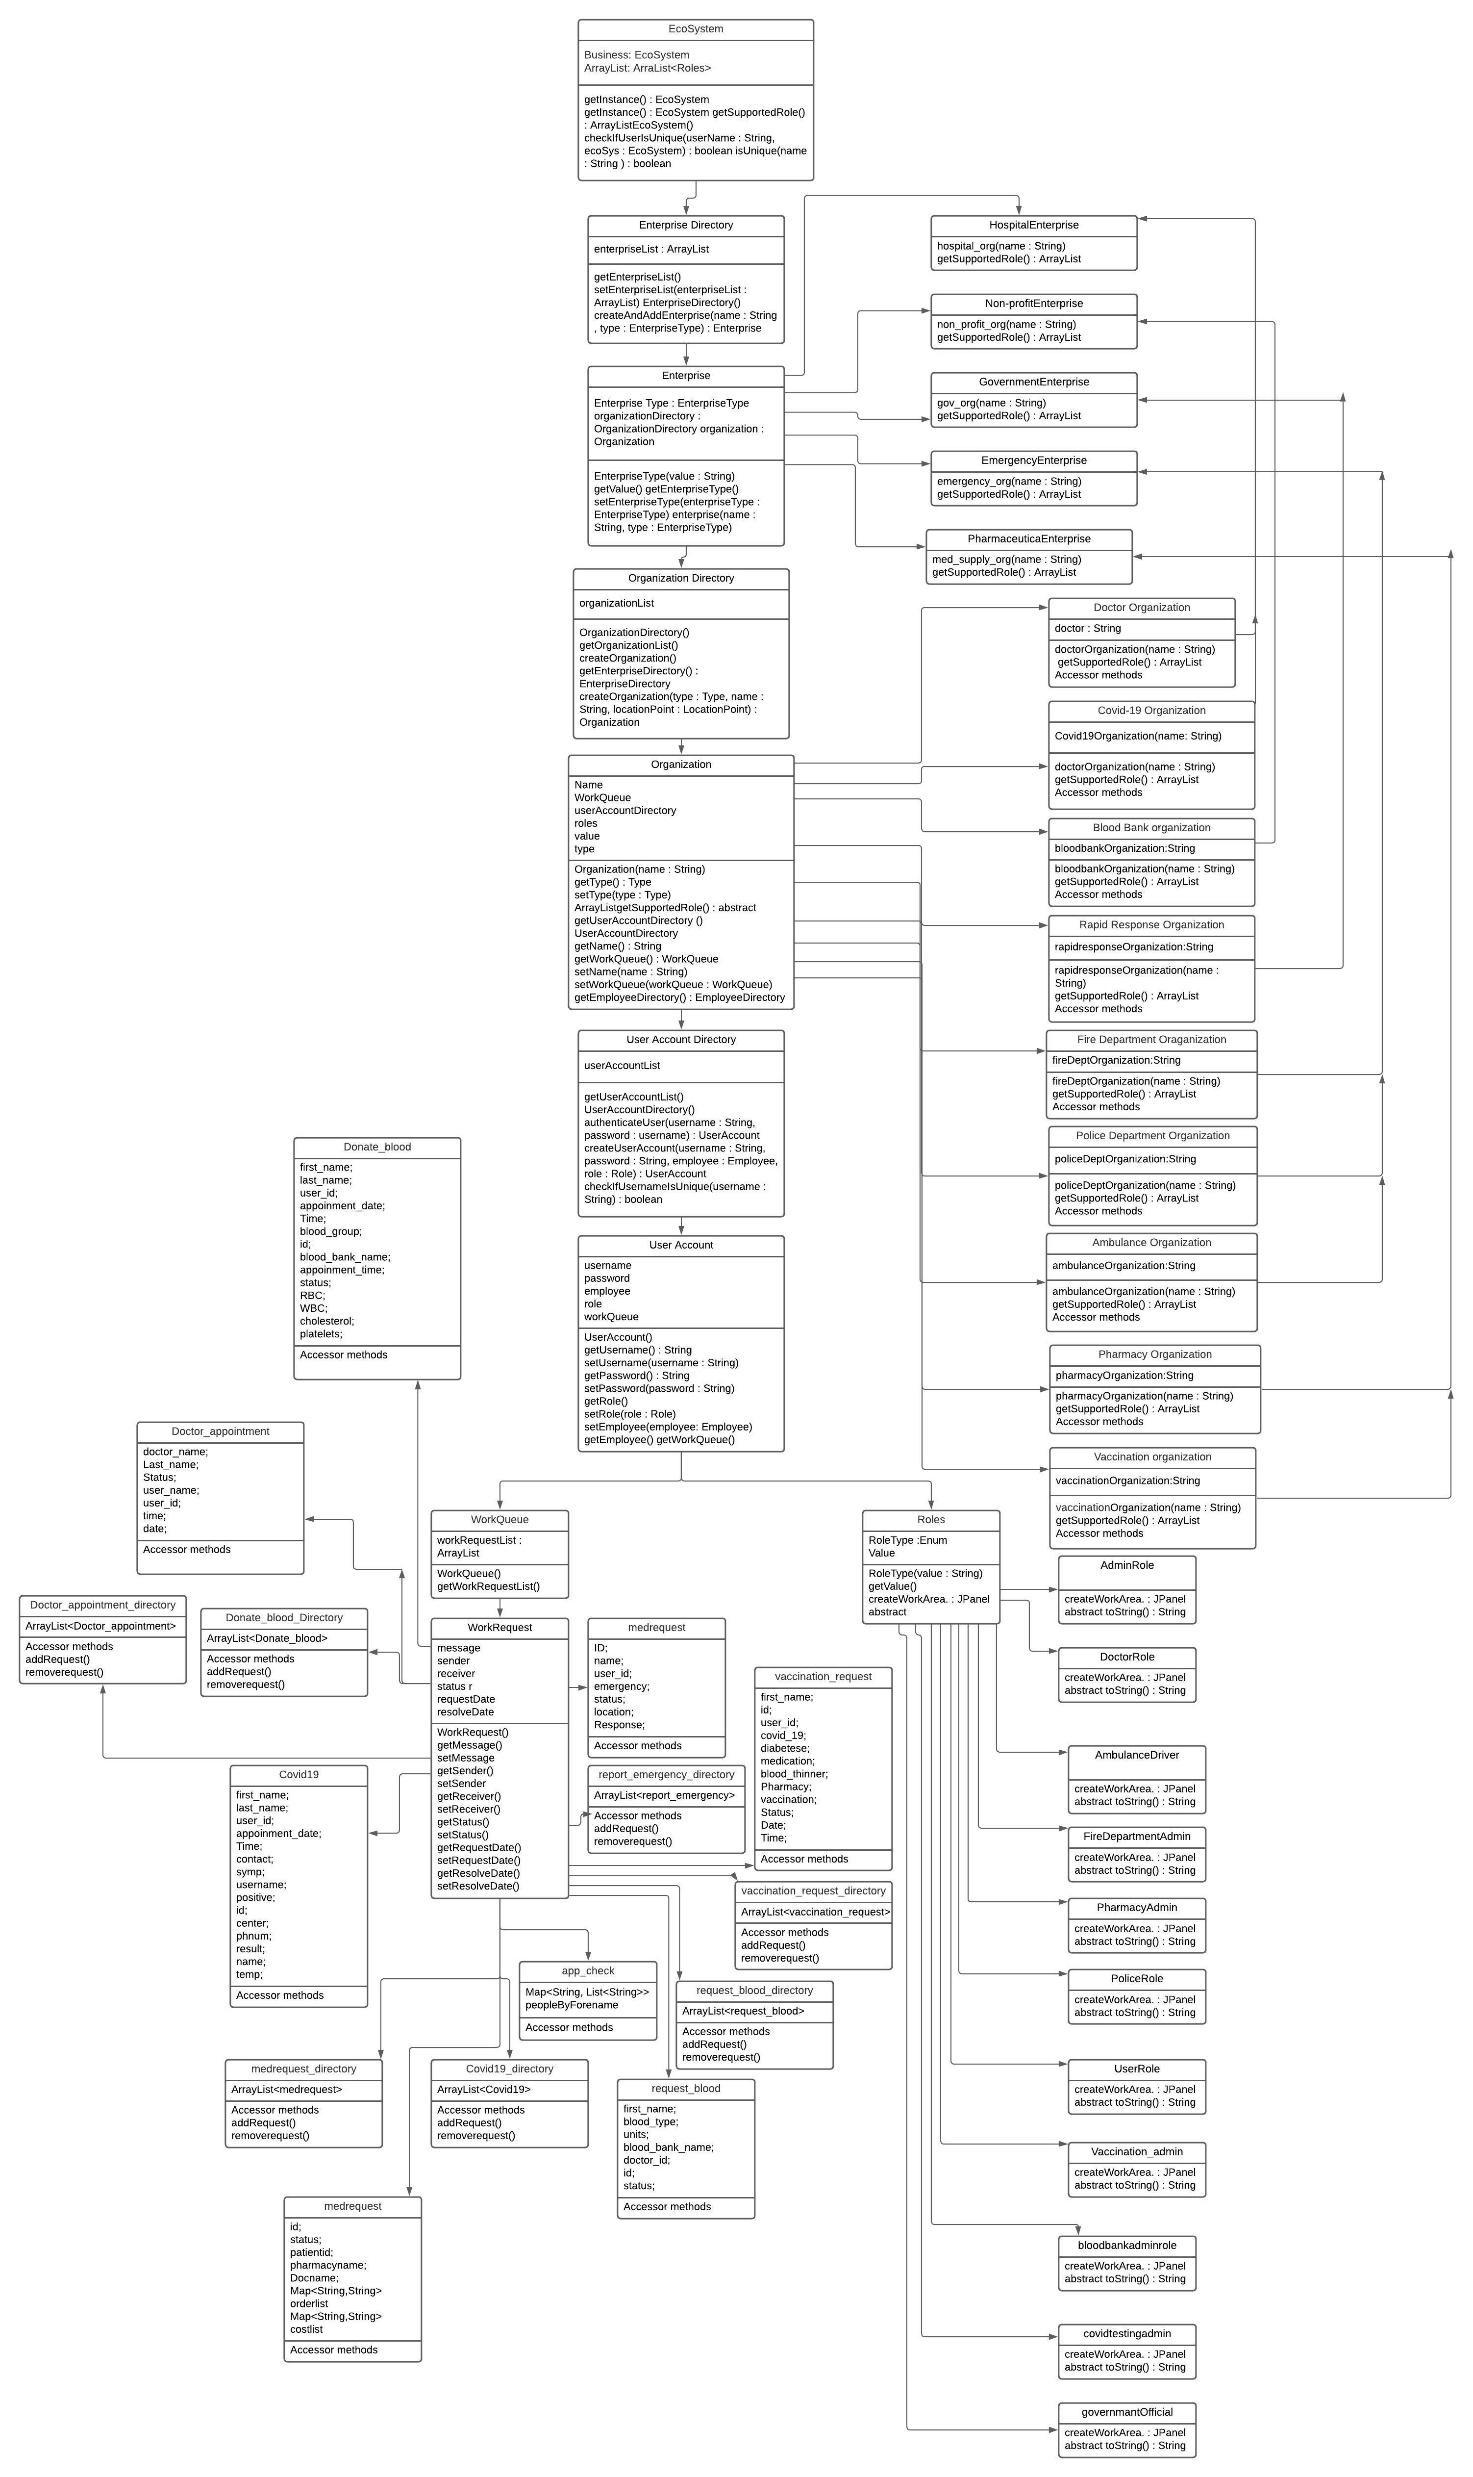 EcoSystem
Business: EcoSystem
ArrayList: ArraList<Roles>
getInstance() : EcoSystem
getInstance() : EcoSystem getSupportedRole()
: ArrayListEcoSystem()
checkIfUserIsUnique(userName : String,
ecoSys : EcoSystem) : boolean isUnique(name
: String ) : boolean
Enterprise Directory
enterpriseList : ArrayList
getEnterpriseList()
setEnterpriseList(enterpriseList :
ArrayList) EnterpriseDirectory()
createAndAddEnterprise(name : String
, type : EnterpriseType) : Enterprise
HospitalEnterprise
hospital_org(name : String)
getSupportedRole() : ArrayList
Non-profitEnterprise
non_profit_org(name : String)
getSupportedRole() : ArrayList
Enterprise
Enterprise Type : EnterpriseType
organizationDirectory :
OrganizationDirectory organization :
Organization
EnterpriseType(value : String)
getValue() getEnterpriseType()
setEnterpriseType(enterpriseType :
EnterpriseType) enterprise(name :
String, type : EnterpriseType)
GovernmentEnterprise
gov_org(name : String)
getSupportedRole() : ArrayList
EmergencyEnterprise
emergency_org(name : String)
getSupportedRole() : ArrayList
PharmaceuticaEnterprise
med_supply_org(name : String)
getSupportedRole() : ArrayList
Organization Directory
organizationList
OrganizationDirectory()
getOrganizationList()
createOrganization()
getEnterpriseDirectory() :
EnterpriseDirectory
createOrganization(type : Type, name :
String, locationPoint : LocationPoint) :
Organization
Doctor Organization
doctor : String
doctorOrganization(name : String)
getSupportedRole() : ArrayList
Accessor methods
Covid-19 Organization
Covid19Organization(name: String)
doctorOrganization(name : String)
getSupportedRole() : ArrayList
Accessor methods
Organization
Name
WorkQueue
userAccountDirectory
roles
value
type
Organization(name : String)
getType() : Type
setType(type : Type)
ArrayListgetSupportedRole() : abstract
getUserAccountDirectory ()
UserAccountDirectory
getName() : String
getWorkQueue() : WorkQueue
setName(name : String)
setWorkQueue(workQueue : WorkQueue)
getEmployeeDirectory() : EmployeeDirectory
Blood Bank organization
bloodbankOrganization:String
bloodbankOrganization(name : String)
getSupportedRole() : ArrayList
Accessor methods
Rapid Response Organization
rapidresponseOrganization:String
rapidresponseOrganization(name :
String)
getSupportedRole() : ArrayList
Accessor methods
User Account Directory
userAccountList
getUserAccountList()
UserAccountDirectory()
authenticateUser(username : String,
password : username) : UserAccount
createUserAccount(username : String,
password : String, employee : Employee,
role : Role) : UserAccount
checkIfUsernameIsUnique(username :
String) : boolean
Fire Department Oraganization
fireDeptOrganization:String
fireDeptOrganization(name : String)
getSupportedRole() : ArrayList
Accessor methods
Police Department Organization
policeDeptOrganization:String
policeDeptOrganization(name : String)
getSupportedRole() : ArrayList
Accessor methods
Donate_blood
first_name;
last_name;
user_id;
appoinment_date;
Time;
blood_group;
id;
blood_bank_name;
appoinment_time;
status;
RBC;
WBC;
cholesterol;
platelets;
Accessor methods
User Account
username
password
employee
role
workQueue
UserAccount()
getUsername() : String
setUsername(username : String)
getPassword() : String
setPassword(password : String)
getRole()
setRole(role : Role)
setEmployee(employee: Employee)
getEmployee() getWorkQueue()
Ambulance Organization
ambulanceOrganization:String
ambulanceOrganization(name : String)
getSupportedRole() : ArrayList
Accessor methods
Pharmacy Organization
pharmacyOrganization:String
pharmacyOrganization(name : String)
getSupportedRole() : ArrayList
Accessor methods
Vaccination organization
vaccinationOrganization:String
vaccinationOrganization(name : String)
getSupportedRole() : ArrayList
Accessor methods
Doctor_appointment
doctor_name;
Last_name;
Status;
user_name;
user_id;
time;
date;
Accessor methods
WorkQueue
workRequestList :
ArrayList
WorkQueue()
getWorkRequestList()
Roles
RoleType :Enum
Value
RoleType(value : String)
getValue()
createWorkArea. : JPanel
abstract
AdminRole
createWorkArea. : JPanel
abstract toString() : String
Doctor_appointment_directory
ArrayList<Doctor_appointment>
Accessor methods
addRequest()
removerequest()
Donate_blood_Directory
ArrayList<Donate_blood>
Accessor methods
addRequest()
removerequest()
WorkRequest
message
sender
receiver
status r
requestDate
resolveDate
WorkRequest()
getMessage()
setMessage
getSender()
setSender
getReceiver()
setReceiver()
getStatus()
setStatus()
getRequestDate()
setRequestDate()
getResolveDate()
setResolveDate()
medrequest
ID;
name;
user_id;
emergency;
status;
location;
Response;
Accessor methods
vaccination_request
first_name;
id;
user_id;
covid_19;
diabetese;
medication;
blood_thinner;
Pharmacy;
vaccination;
Status;
Date;
Time;
Accessor methods
DoctorRole
createWorkArea. : JPanel
abstract toString() : String
AmbulanceDriver
createWorkArea. : JPanel
abstract toString() : String
Covid19
first_name;
last_name;
user_id;
appoinment_date;
Time;
contact;
symp;
username;
positive;
id;
center;
phnum;
result;
name;
temp;
Accessor methods
report_emergency_directory
ArrayList<report_emergency>
Accessor methods
addRequest()
removerequest()
FireDepartmentAdmin
createWorkArea. : JPanel
abstract toString() : String
vaccination_request_directory
ArrayList<vaccination_request>
Accessor methods
addRequest()
removerequest()
PharmacyAdmin
createWorkArea. : JPanel
abstract toString() : String
app_check
Map<String, List<String>>
peopleByForename
Accessor methods
request_blood_directory
ArrayList<request_blood>
Accessor methods
addRequest()
removerequest()
PoliceRole
createWorkArea. : JPanel
abstract toString() : String
medrequest_directory
ArrayList<medrequest>
Accessor methods
addRequest()
removerequest()
Covid19_directory
ArrayList<Covid19>
Accessor methods
addRequest()
removerequest()
request_blood
first_name;
blood_type;
units;
blood_bank_name;
doctor_id;
id;
status;
Accessor methods
UserRole
createWorkArea. : JPanel
abstract toString() : String
Vaccination_admin
createWorkArea. : JPanel
abstract toString() : String
medrequest
id;
status;
patientid;
pharmacyname;
Docname;
Map<String,String>
orderlist
Map<String,String>
costlist
Accessor methods
bloodbankadminrole
createWorkArea. : JPanel
abstract toString() : String
covidtestingadmin
createWorkArea. : JPanel
abstract toString() : String
governmantOfficial
createWorkArea. : JPanel
abstract toString() : String